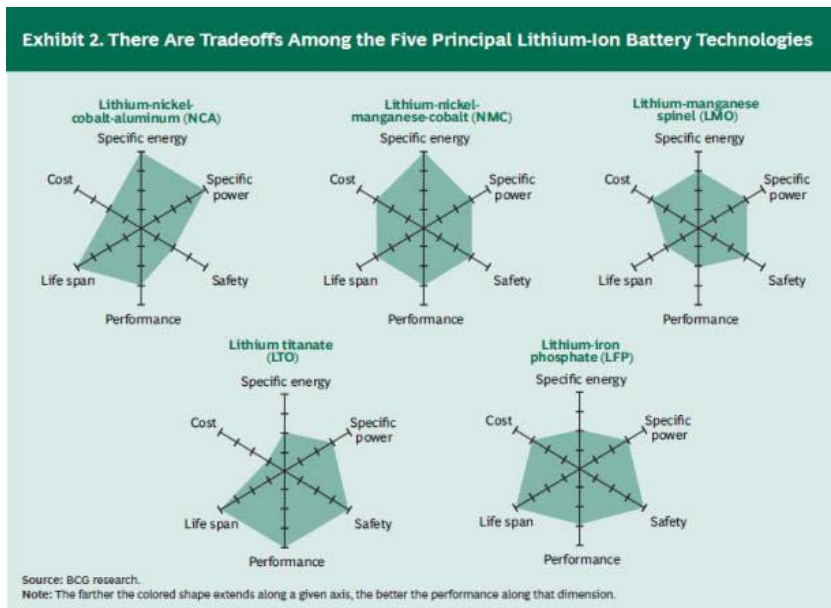 Exhibit 2. There Are Tradeoffs Among the Five Principal Lithium-Ion Battery Technologies
Lithium-nickel-
cobalt-aluminum (NCA)
Specific energy
Cost
Specific
power
Life span
Safety
Performance
Lithium-nickel-
manganese-cobalt (NMC)
Specific energy
Cost
Specific
power
Life span
Safety
Performance
Lithium-manganese
spinel (LMO)
Specific energy
Cost
Specific
power
Life span
Safety
Performance
Lithium titanate
(LTO)
Specific energy
Cost
Specific
power
Life span
Safety
Performance
Lithium-iron
phosphate (LFP)
Specific energy
Cost
Specific
power
Life span
Safety
Performance
Source: BCG research.
Note: The farther the colored shape extends along a given axis, the better the performance along that dimension.